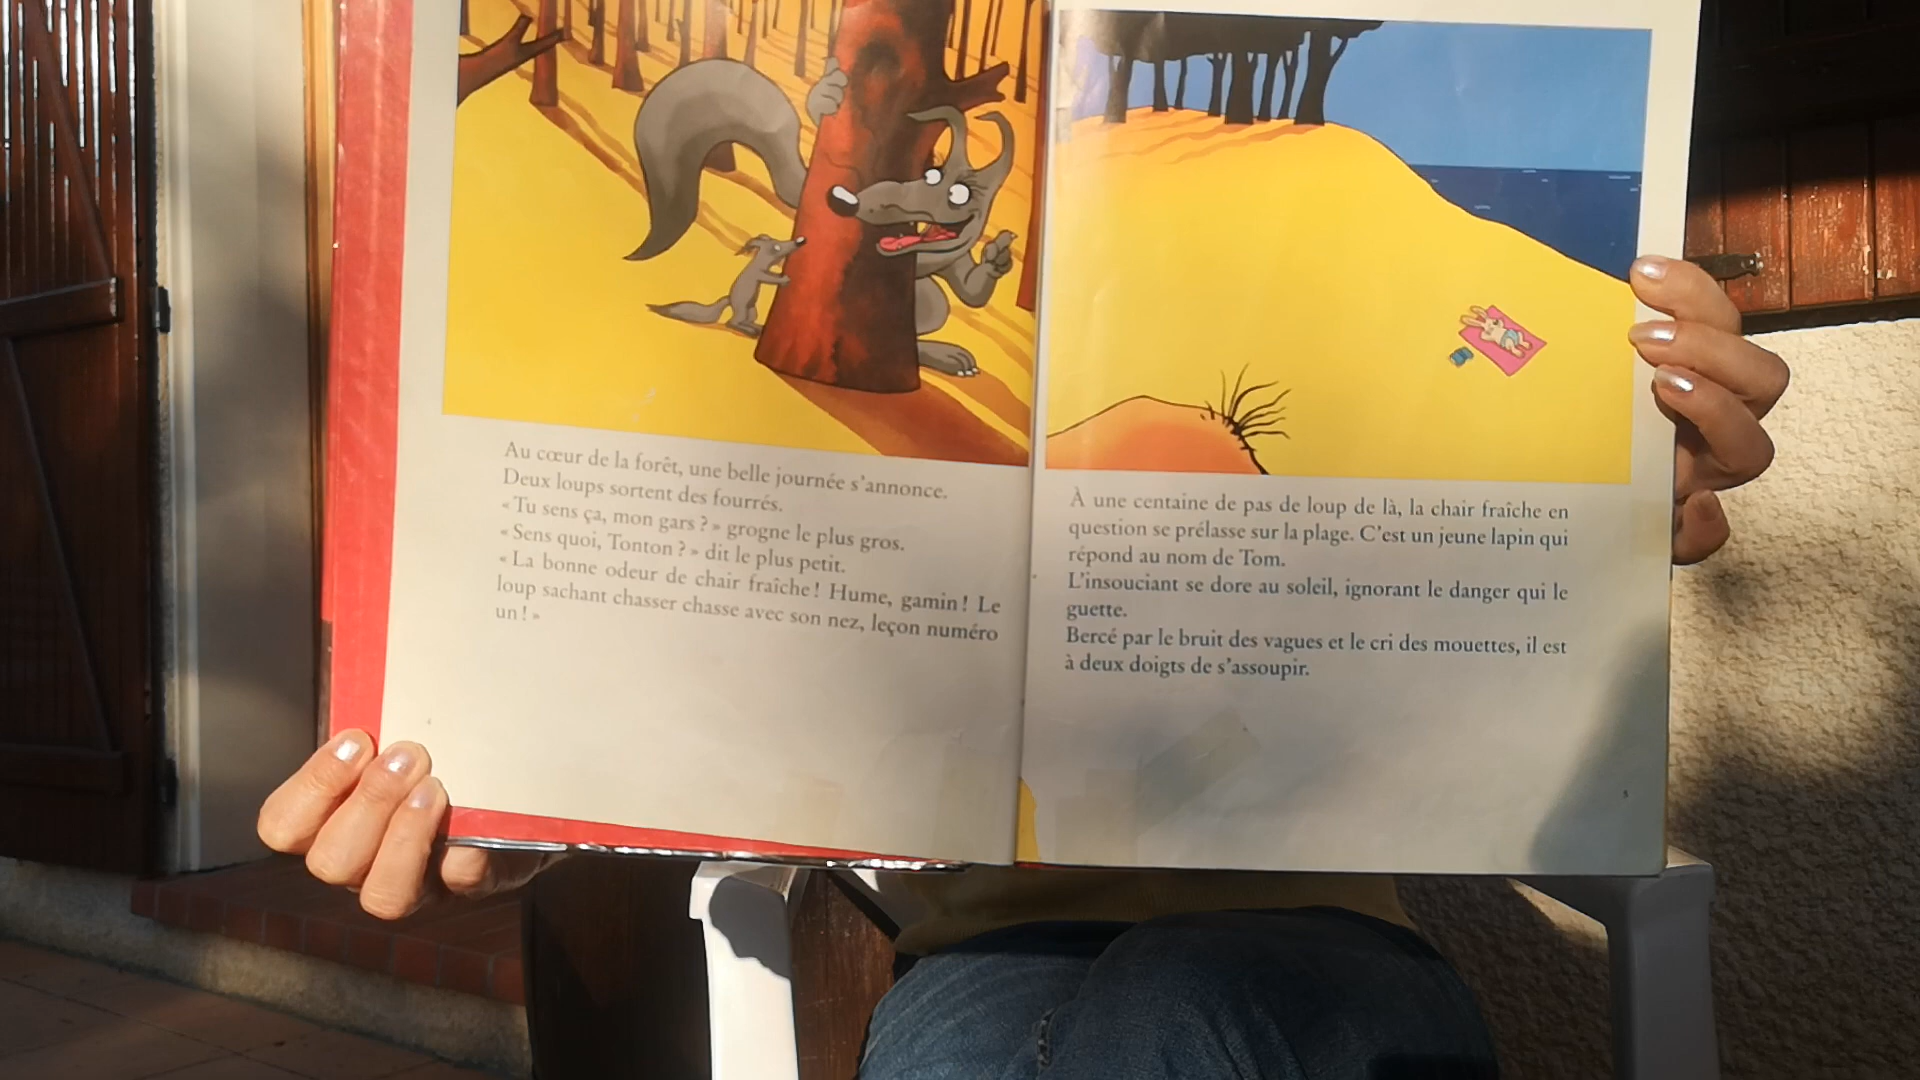 Au cœur de la forêt, une belle journée s'annonce.
Deux loups sortent des fourrés.
« Tu sens ça, mon gars ? » grogne le plus gros.
« Sens quoi, Tonton ? » dit le plus petit.
« La bonne odeur de chair fraîche ! Hume, gamin ! Le
loup sachant chasser chasse avec son nez, leçon numéro
un ! »
À une centaine de pas de loup de là, la chair fraîche en
question se prélasse sur la plage. C'est un jeune lapin qui
répond au nom de Tom.
L'insouciant se dore au soleil, ignorant le danger qui le
guette.
Bercé par le bruit des vagues et le cri des mouettes, il est
à deux doigts de s'assoupir.